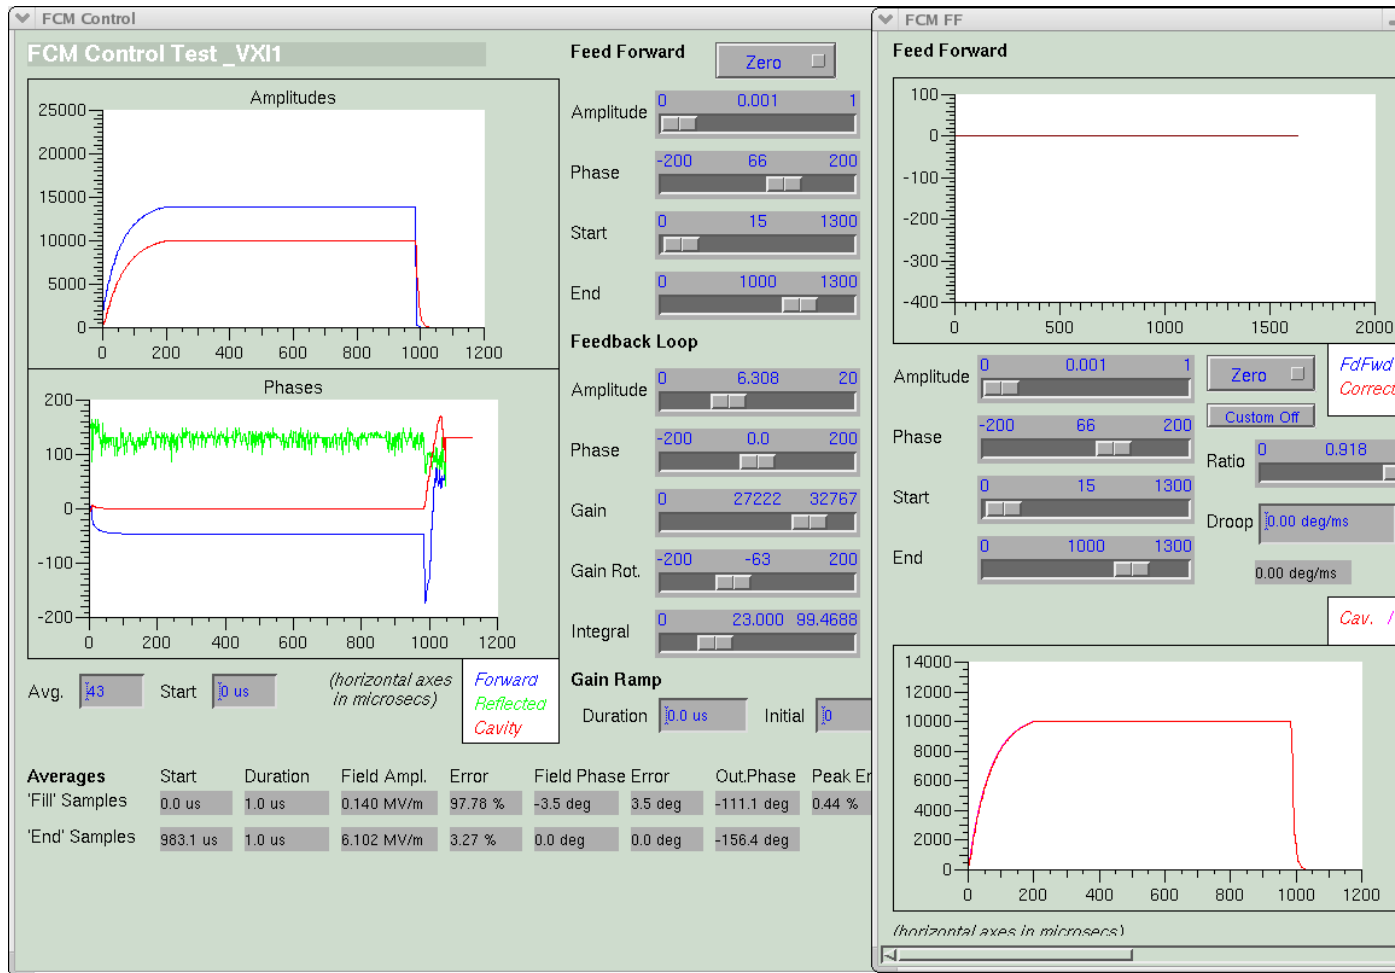 FCM Control
FCM Control Test _VXI1
Amplitudes
25000
20000
15000
10000
5000
0
0 200 400 600 800 1000 1200
Phases
200
100
0
-100
-200
0 200 400 600 800 1000 1200
Avg. 43 Start 0 us
(horizontal axes
in microsecs)
Forward
Reflected
Cavity
Feed Forward Zero
0 0.001 1
Amplitude
-200 66 200
Phase
0 15 1300
Start
0 1000 1300
End
Feedback Loop
0 6.308 20
Amplitude
-200 0.0 200
Phase
0 27222 32767
Gain
-200 -63 200
Gain Rot.
0 23.000 99.4688
Integral
Gain Ramp
Duration 0.0 us Initial 0
Averages Start Duration Field Ampl. Error Field Phase Error Out.Phase Peak Er
'Fill' Samples 0.0 us 1.0 us 0.140 MV/m 97.78 % -3.5 deg 3.5 deg -111.1 deg 0.44 %
'End' Samples 983.1 us 1.0 us 6.102 MV/m 3.27 % 0.0 deg 0.0 deg -156.4 deg
FCM FF
Feed Forward
100
0
-100
-200
-300
-400
0 500 1000 1500 2000
0 0.001 1
Amplitude
-200 66 200
Phase
0 15 1300
Start
0 1000 1300
End
Zero
Custom Off
0 0.918
Ratio
Droop 0.00 deg/ms
0.00 deg/ms
FdFwd
Correct
Cav. /
14000
12000
10000
8000
6000
4000
2000
0
0 200 400 600 800 1000 1200
(horizontal axes in microsecs)